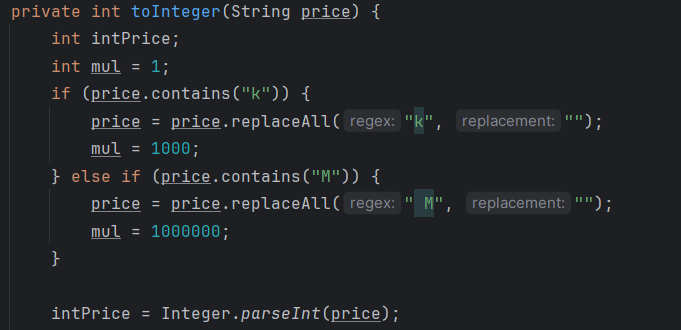 private int toInteger(String price) {
    int intPrice;
    int mul = 1;
    if (price.contains("k")) {
        price = price.replaceAll( regex: "k", replacement: "");
        mul = 1000;
    } else if (price.contains("M")) {
        price = price.replaceAll( regex: " M", replacement: "");
        mul = 1000000;
    }
    intPrice = Integer.parseInt(price);